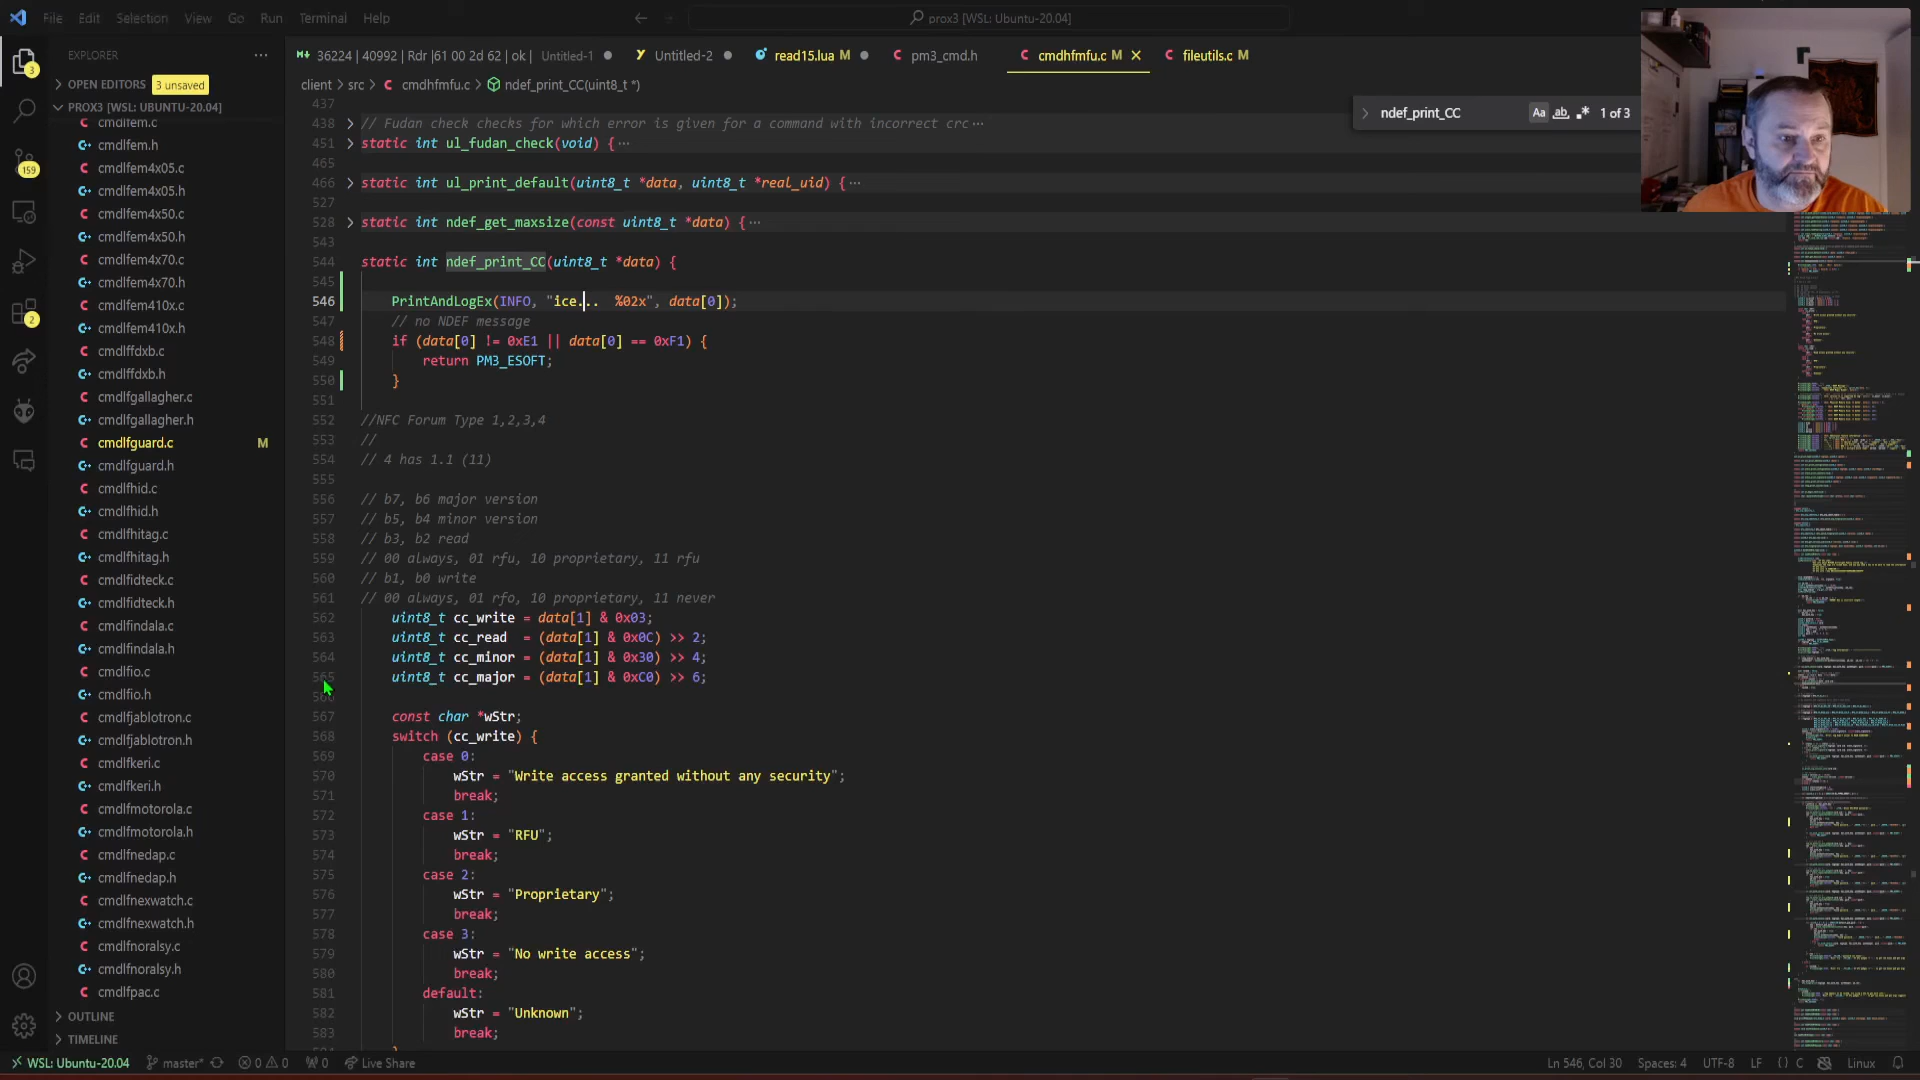 File Edit Selection View Go Run Terminal Help
prox3 [WSL: Ubuntu-20.04]
EXPLORER
OPEN EDITORS 3 unsaved
PROX3 [WSL: UBUNTU-20.04]
cmdlfem.c
cmdlfem.h
cmdlfem4x05.c
cmdlfem4x05.h
cmdlfem4x50.c
cmdlfem4x50.h
cmdlfem4x70.c
cmdlfem4x70.h
cmdlfem410x.c
cmdlfem410x.h
cmdlffdxb.c
cmdlffdxb.h
cmdlfgallagher.c
cmdlfgallagher.h
cmdlfguard.c M
cmdlfguard.h
cmdlfhid.c
cmdlfhid.h
cmdlfhitag.c
cmdlfhitag.h
cmdlfidteck.c
cmdlfidteck.h
cmdlfindala.c
cmdlfindala.h
cmdlfio.c
cmdlfio.h
cmdlfjablotron.c
cmdlfjablotron.h
cmdlfkeri.c
cmdlfkeri.h
cmdlfmotorola.c
cmdlfmotorola.h
cmdlfnedap.c
cmdlfnedap.h
cmdlfnexwatch.c
cmdlfnexwatch.h
cmdlfnoralsy.c
cmdlfnoralsy.h
cmdlfpac.c
OUTLINE
TIMELINE
3
159
2
36224 | 40992 | Rdr |61 00 2d 62 | ok | Untitled-1 Untitled-2 read15.lua M pm3_cmd.h cmdhfmfu.c M fileutils.c M
client > src > cmdhfmfu.c > ndef_print_CC(uint8_t *)
ndef_print_CC Aa ab .* 1 of 3
437
438 // Fudan check checks for which error is given for a command with incorrect crc ···
451 static int ul_fudan_check(void) { ···
465
466 static int ul_print_default(uint8_t *data, uint8_t *real_uid) { ···
527
528 static int ndef_get_maxsize(const uint8_t *data) { ···
543
544 static int ndef_print_CC(uint8_t *data) {
545
546 PrintAndLogEx(INFO, "ice...  %02x", data[0]);
547 // no NDEF message
548 if (data[0] != 0xE1 || data[0] == 0xF1) {
549 return PM3_ESOFT;
550 }
551
552 //NFC Forum Type 1,2,3,4
553 //
554 // 4 has 1.1 (11)
555
556 // b7, b6 major version
557 // b5, b4 minor version
558 // b3, b2 read
559 // 00 always, 01 rfu, 10 proprietary, 11 rfu
560 // b1, b0 write
561 // 00 always, 01 rfo, 10 proprietary, 11 never
562 uint8_t cc_write = data[1] & 0x03;
563 uint8_t cc_read  = (data[1] & 0x0C) >> 2;
564 uint8_t cc_minor = (data[1] & 0x30) >> 4;
565 uint8_t cc_major = (data[1] & 0xC0) >> 6;
566
567 const char *wStr;
568 switch (cc_write) {
569 case 0:
570 wStr = "Write access granted without any security";
571 break;
572 case 1:
573 wStr = "RFU";
574 break;
575 case 2:
576 wStr = "Proprietary";
577 break;
578 case 3:
579 wStr = "No write access";
580 break;
581 default:
582 wStr = "Unknown";
583 break;
WSL: Ubuntu-20.04 master* 0 0 0 Live Share Ln 546, Col 30 Spaces: 4 UTF-8 LF {} C Linux